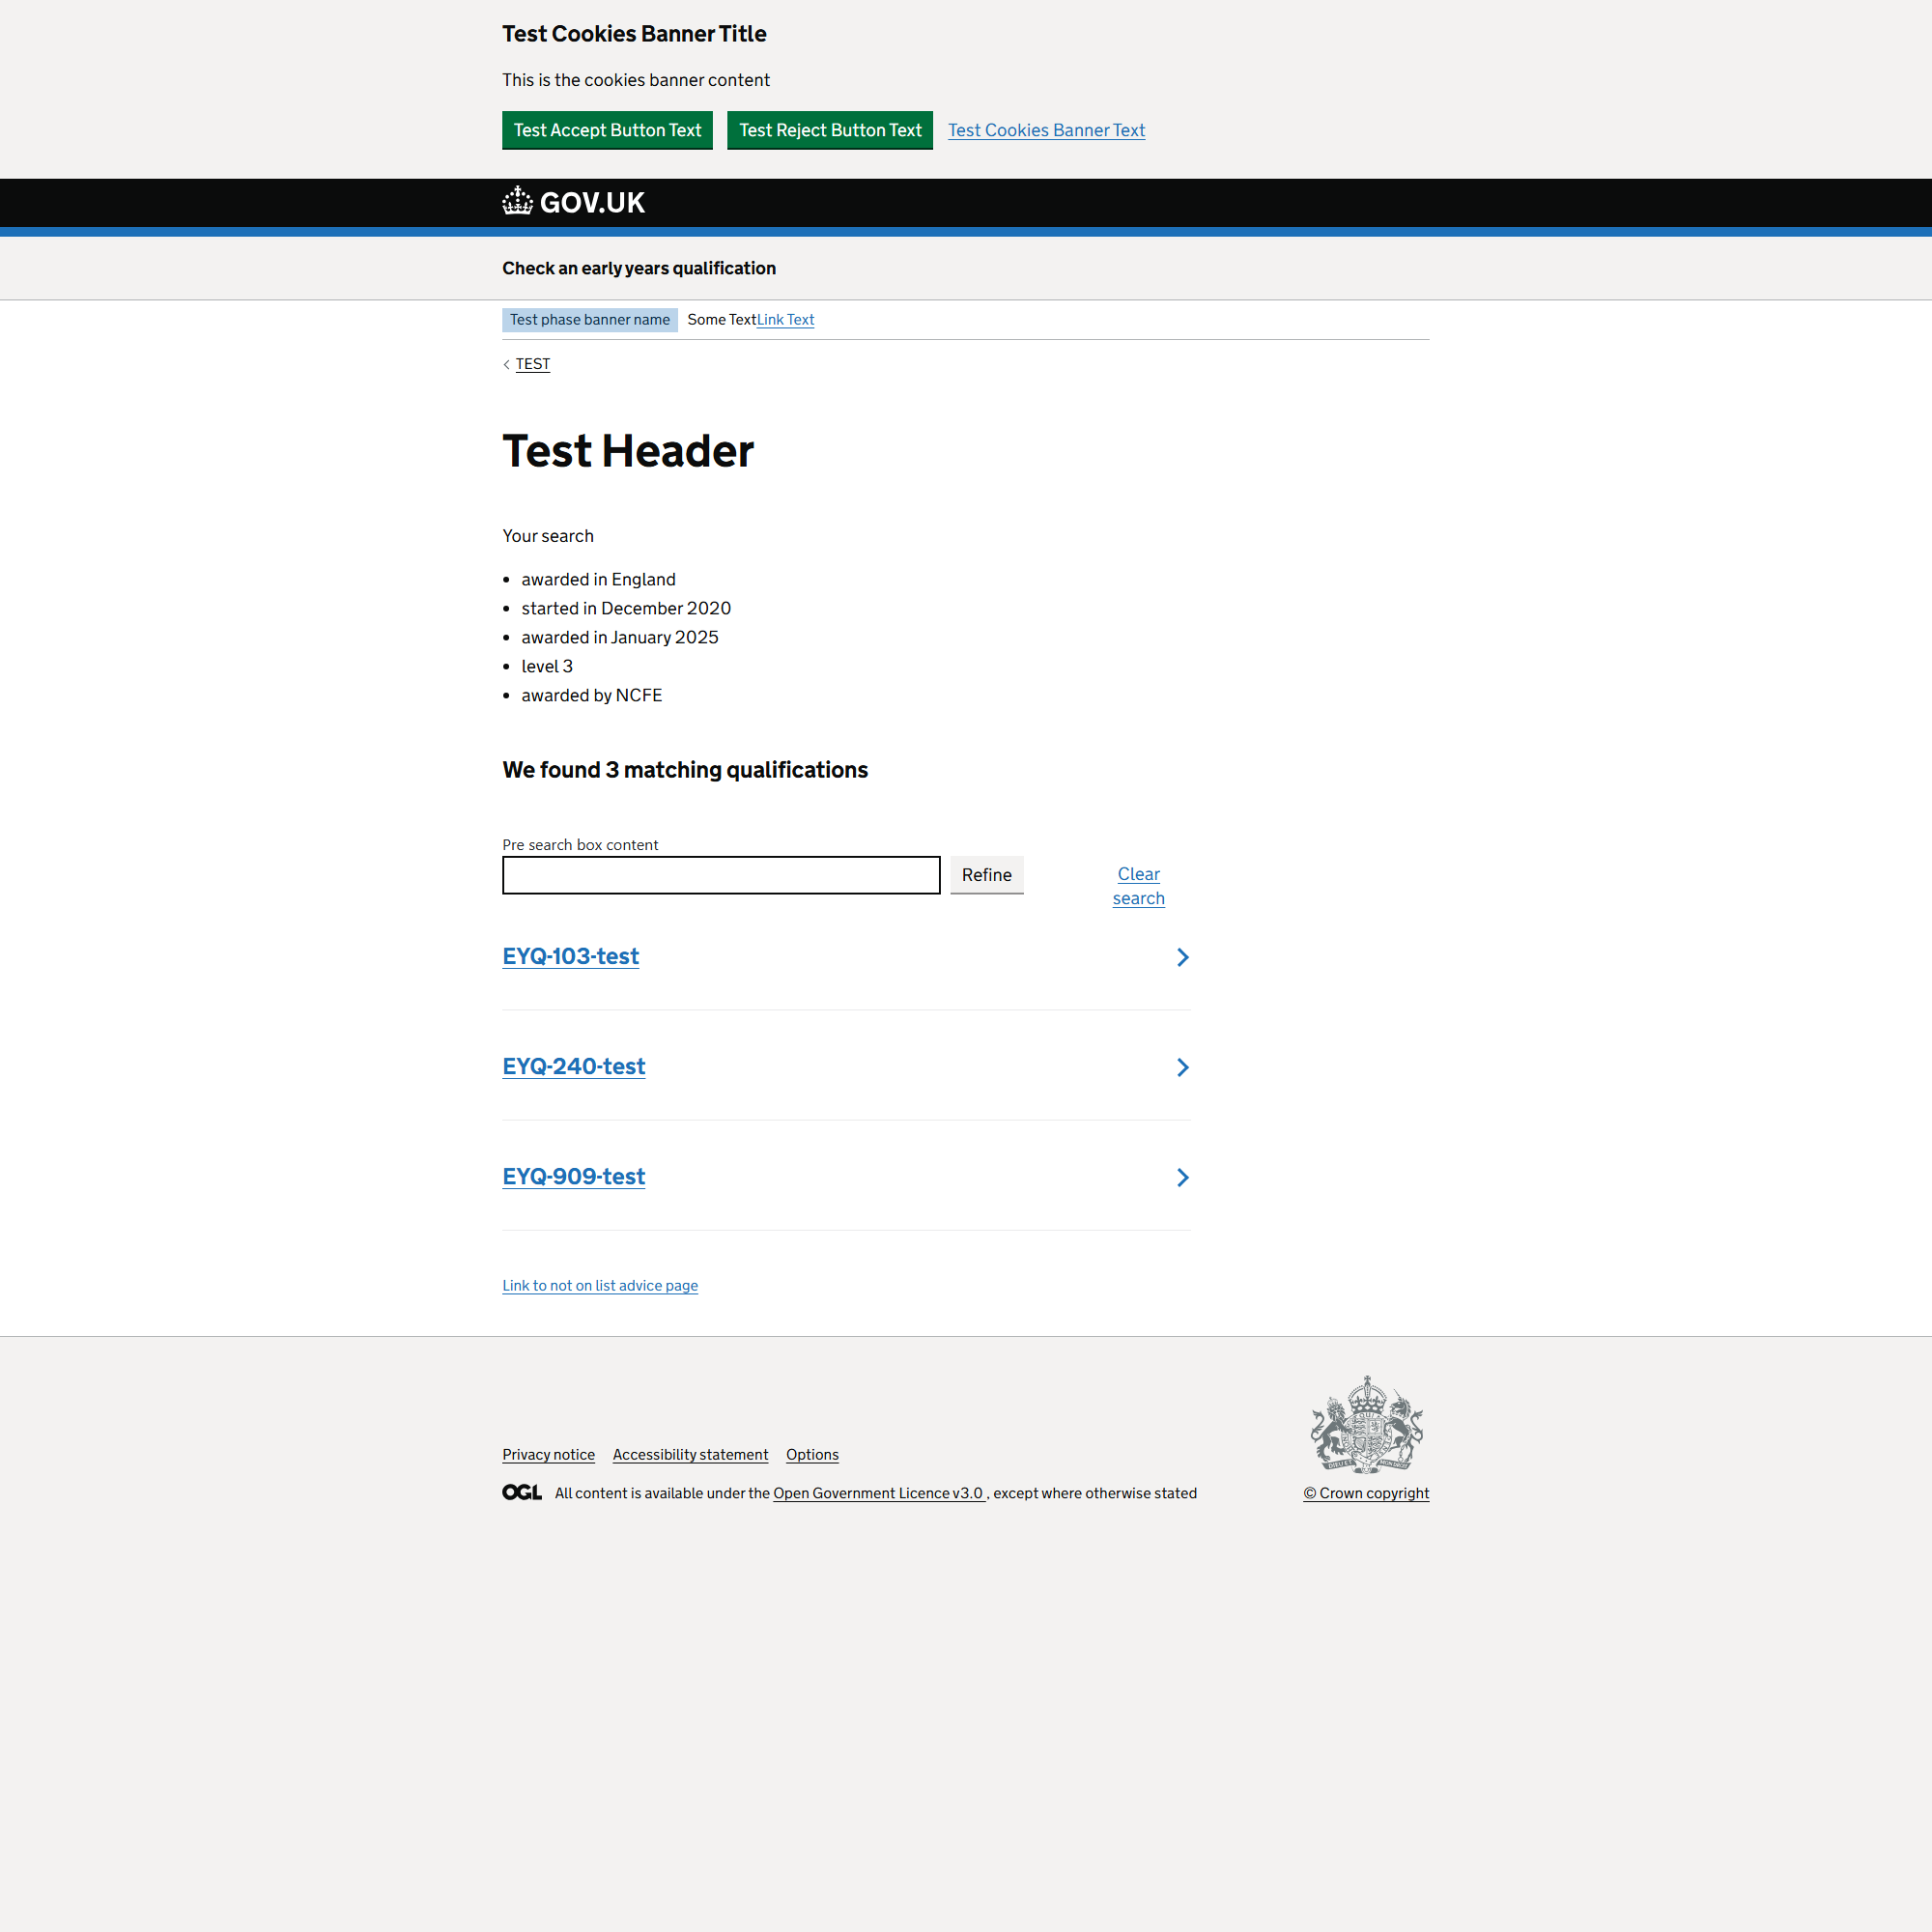 Test Cookies Banner Title
This is the cookies banner content
Test Accept Button Text Test Reject Button Text Test Cookies Banner Text
GOV.UK
Check an early years qualification
Test phase banner name Some TextLink Text
TEST
Test Header
Your search
awarded in England
started in December 2020
awarded in January 2025
level 3
awarded by NCFE
We found 3 matching qualifications
Pre search box content
Refine
Clear
search
EYQ-103-test
EYQ-240-test
EYQ-909-test
Link to not on list advice page
Privacy notice Accessibility statement Options
OGL All content is available under the Open Government Licence v3.0 , except where otherwise stated
© Crown copyright